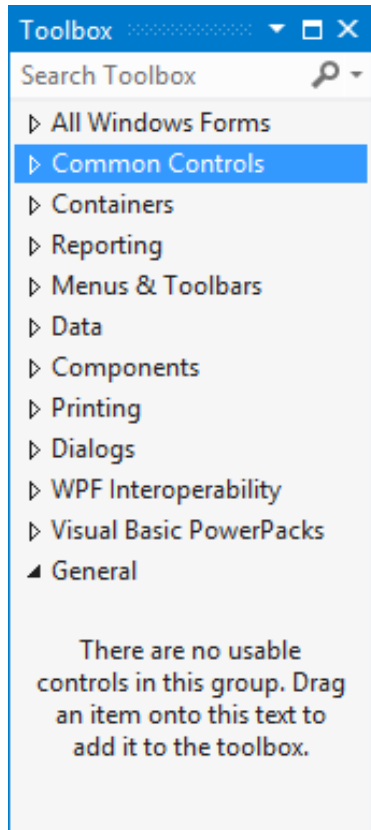 Toolbox
Search Toolbox
All Windows Forms
Common Controls
Containers
Reporting
Menus & Toolbars
Data
Components
Printing
Dialogs
WPF Interoperability
Visual Basic PowerPacks
General
There are no usable
controls in this group. Drag
an item onto this text to
add it to the toolbox.